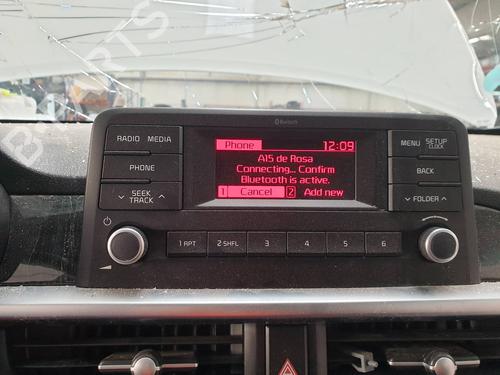 Bluetooth
RADIO MEDIA
PHONE
SEEK
TRACK
Phone 12:09
A15 de Rosa
Connecting... Confirm
Bluetooth is active.
1 Cancel 2 Add new
MENU SETUP
CLOCK
BACK
FOLDER
1 RPT 2 SHFL 3 4 5 6